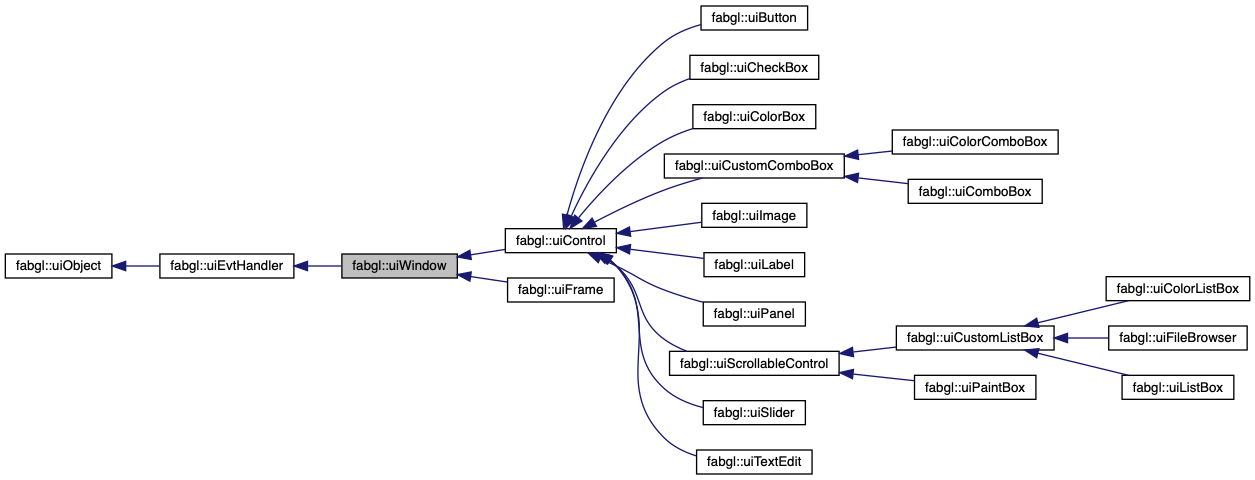 fabgl::uiButton
fabgl::uiCheckBox
fabgl::uiColorBox
fabgl::uiColorComboBox
fabgl::uiCustomComboBox
fabgl::uiComboBox
fabgl::uiImage
fabgl::uiControl
fabgl::uiObject
fabgl::uiEvtHandler
fabgl::uiWindow
fabgl::uiLabel
fabgl::uiFrame
fabgl::uiColorListBox
fabgl::uiPanel
fabgl::uiCustomListBox
fabgl::uiFileBrowser
fabgl::uiScrollableControl
fabgl::uiPaintBox
fabgl::uiListBox
fabgl::uiSlider
fabgl::uiTextEdit